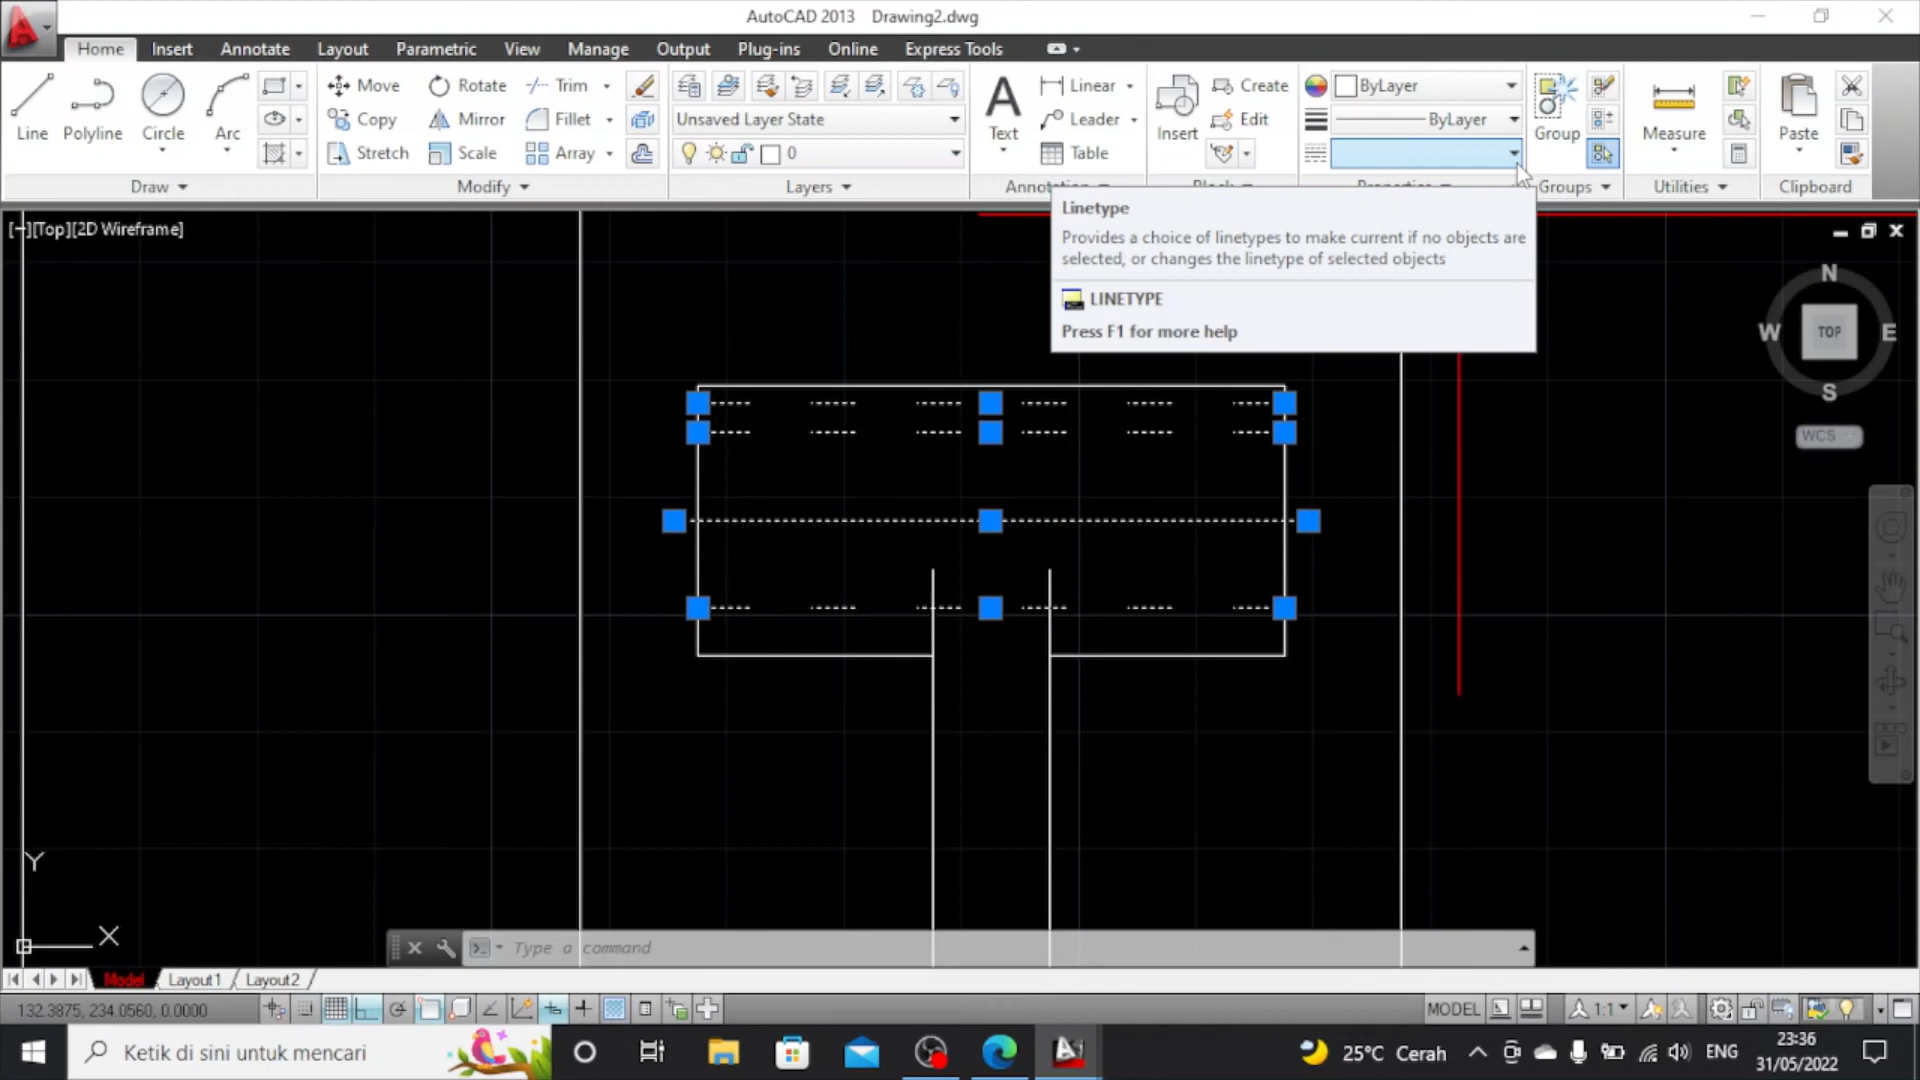 AutoCAD 2013 Drawing2.dwg
Home Insert Annotate Layout Parametric View Manage Output Plug-ins Online Express Tools
Line Polyline Circle Arc
Move Rotate Trim
Copy Mirror Fillet
Stretch Scale Array
Unsaved Layer State
0
Text
Linear
Leader
Table
Insert
Create
Edit
ByLayer
ByLayer
Group
Measure
Paste
Draw Modify Layers Annotation Block Properties Groups Utilities Clipboard
[−][Top][2D Wireframe]
Linetype
Provides a choice of linetypes to make current if no objects are
selected, or changes the linetype of selected objects
LINETYPE
Press F1 for more help
N
W TOP E
S
WCS
Y
X
Type a command
Model Layout1 Layout2
132.3875, 234.0560, 0.0000 MODEL 1:1
Ketik di sini untuk mencari 25°C Cerah ENG 23:36
31/05/2022